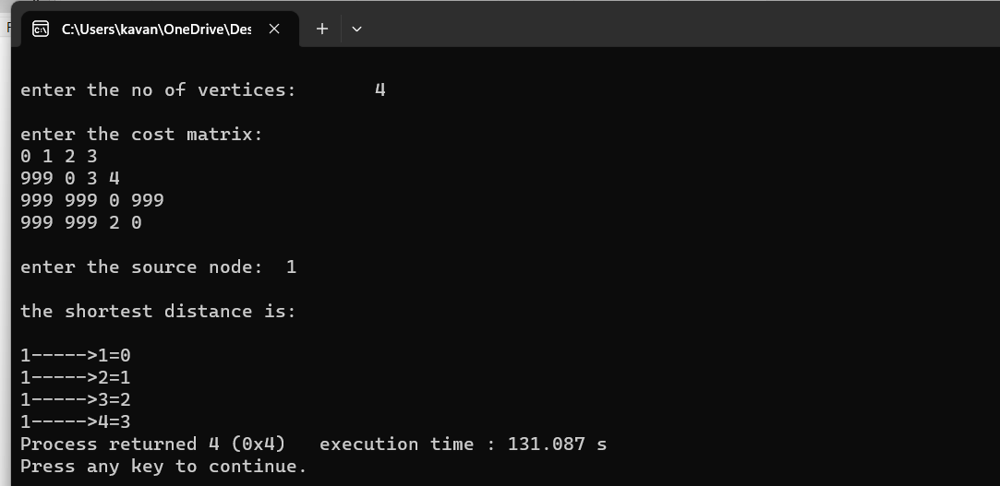 C:\Users\kavan\OneDrive\Des
enter the no of vertices:       4
enter the cost matrix:
0 1 2 3
999 0 3 4
999 999 0 999
999 999 2 0
enter the source node:  1
the shortest distance is:
1----->1=0
1----->2=1
1----->3=2
1----->4=3
Process returned 4 (0x4)   execution time : 131.087 s
Press any key to continue.